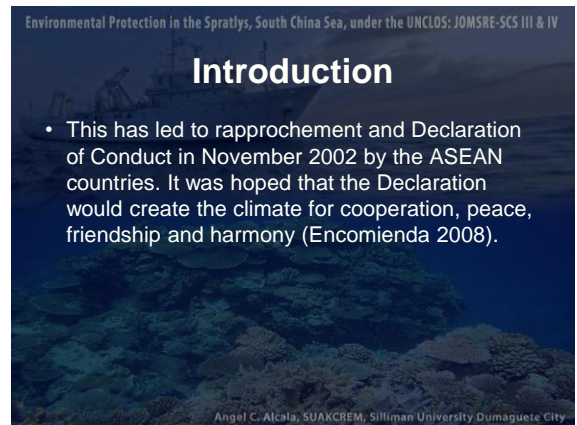 Environmental Protection in the Spratlys, South China Sea, under the UNCLOS: JOMSRE-SCS III & IV
Introduction
• This has led to rapprochement and Declaration
of Conduct in November 2002 by the ASEAN
countries. It was hoped that the Declaration
would create the climate for cooperation, peace,
friendship and harmony (Encomienda 2008).
Angel C. Alcala, SUAKCREM, Silliman University Dumaguete City